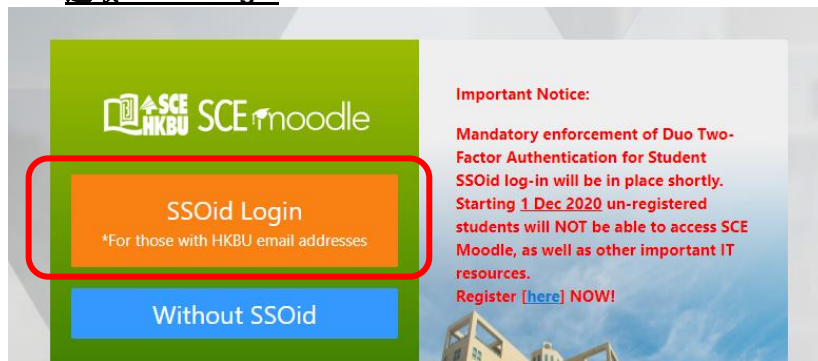 SCE
HKBU
SCE moodle
SSOid Login
*For those with HKBU email addresses
Without SSOid
Important Notice:
Mandatory enforcement of Duo Two-
Factor Authentication for Student
SSOid log-in will be in place shortly.
Starting 1 Dec 2020 un-registered
students will NOT be able to access SCE
Moodle, as well as other important IT
resources.
Register [here] NOW!